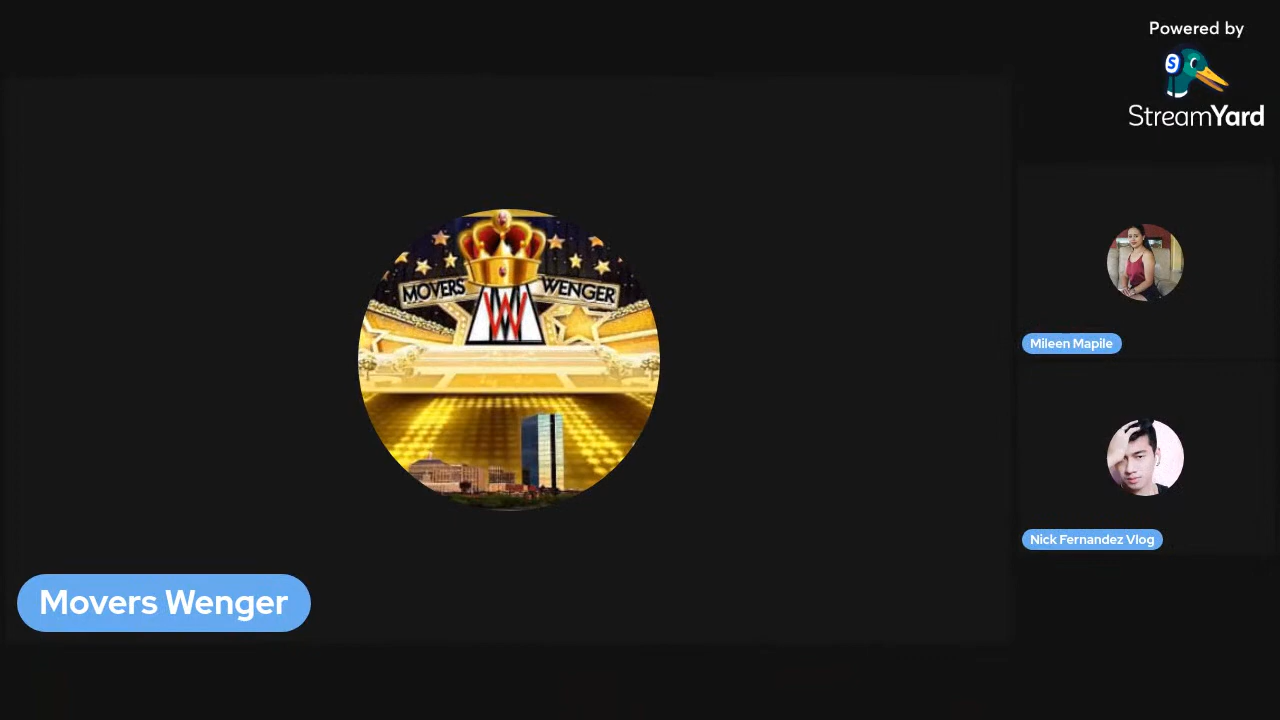 Powered by
S
StreamYard
MOVERS WENGER
W
Mileen Mapile
Nick Fernandez Vlog
Movers Wenger